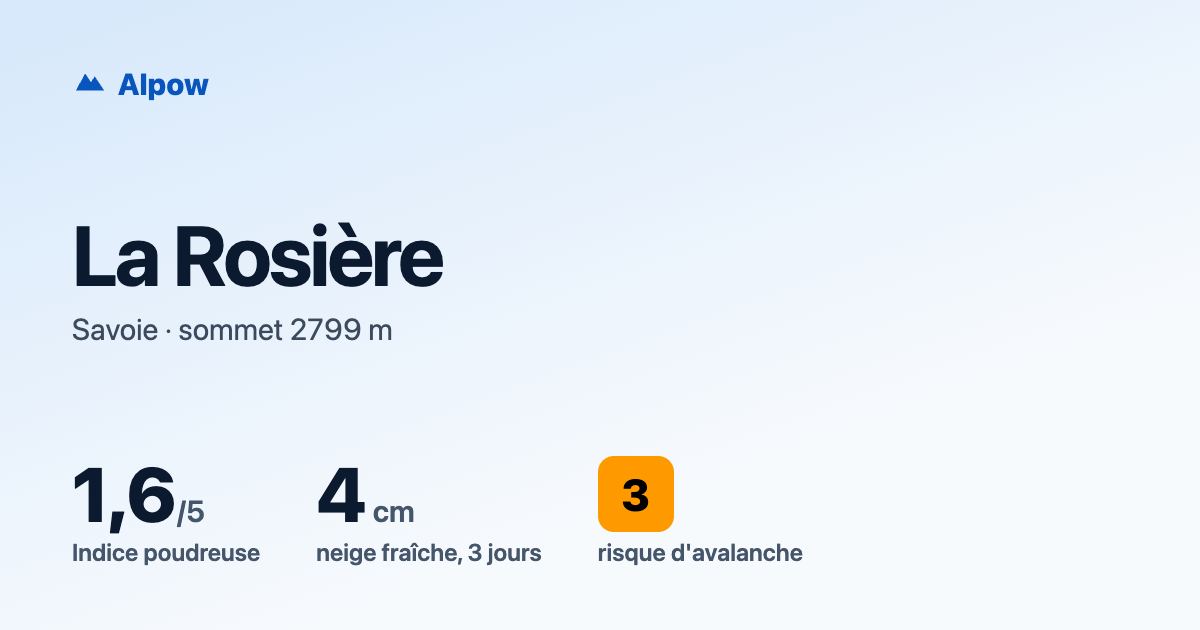 Alpow
La Rosière
Savoie · sommet 2799 m
1,6/5
Indice poudreuse
4 cm
neige fraîche, 3 jours
3
risque d'avalanche